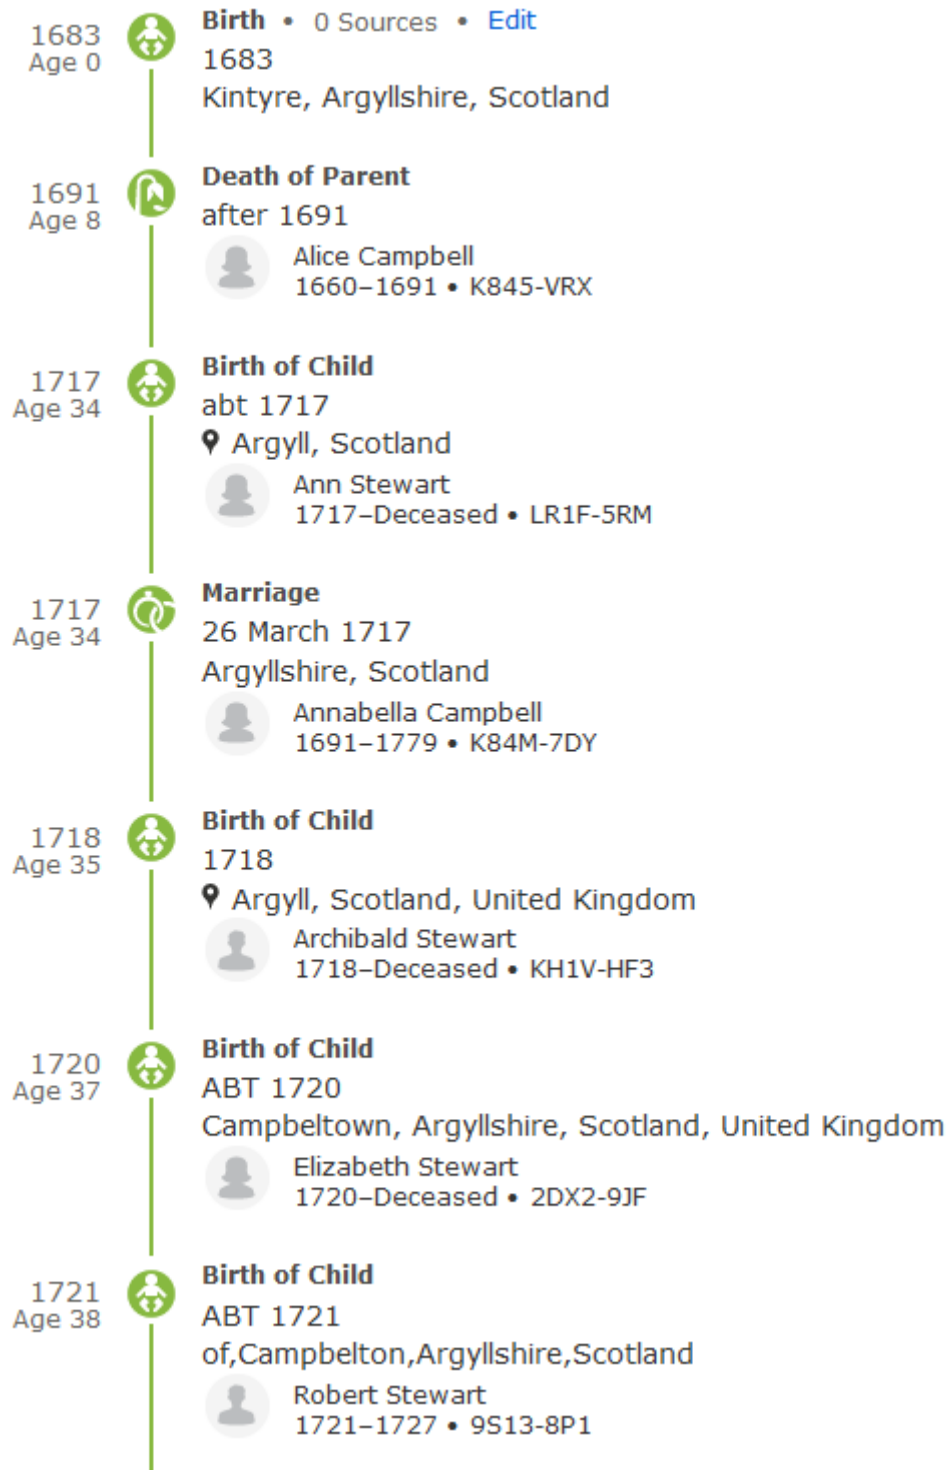 1683
Age 0
Birth • 0 Sources • Edit
1683
Kintyre, Argyllshire, Scotland
1691
Age 8
Death of Parent
after 1691
Alice Campbell
1660–1691 • K845-VRX
1717
Age 34
Birth of Child
abt 1717
Argyll, Scotland
Ann Stewart
1717–Deceased • LR1F-5RM
1717
Age 34
Marriage
26 March 1717
Argyllshire, Scotland
Annabella Campbell
1691–1779 • K84M-7DY
1718
Age 35
Birth of Child
1718
Argyll, Scotland, United Kingdom
Archibald Stewart
1718–Deceased • KH1V-HF3
1720
Age 37
Birth of Child
ABT 1720
Campbeltown, Argyllshire, Scotland, United Kingdom
Elizabeth Stewart
1720–Deceased • 2DX2-9JF
1721
Age 38
Birth of Child
ABT 1721
of,Campbelton,Argyllshire,Scotland
Robert Stewart
1721–1727 • 9S13-8P1